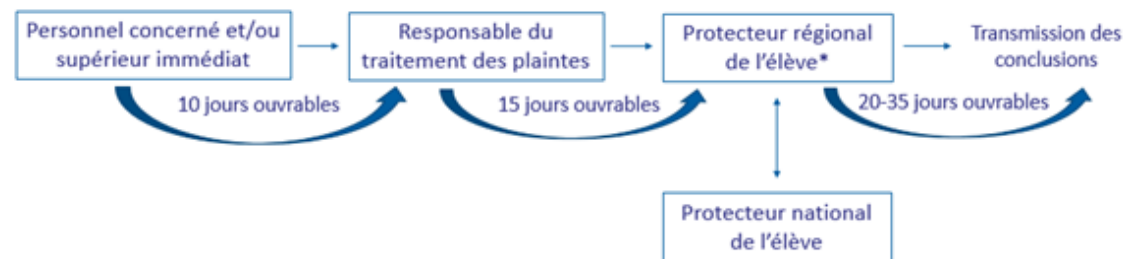 Personnel concerné et/ou
supérieur immédiat
Responsable du
traitement des plaintes
Protecteur régional
de l'élève*
Transmission des
conclusions
10 jours ouvrables
15 jours ouvrables
20-35 jours ouvrables
Protecteur national
de l'élève